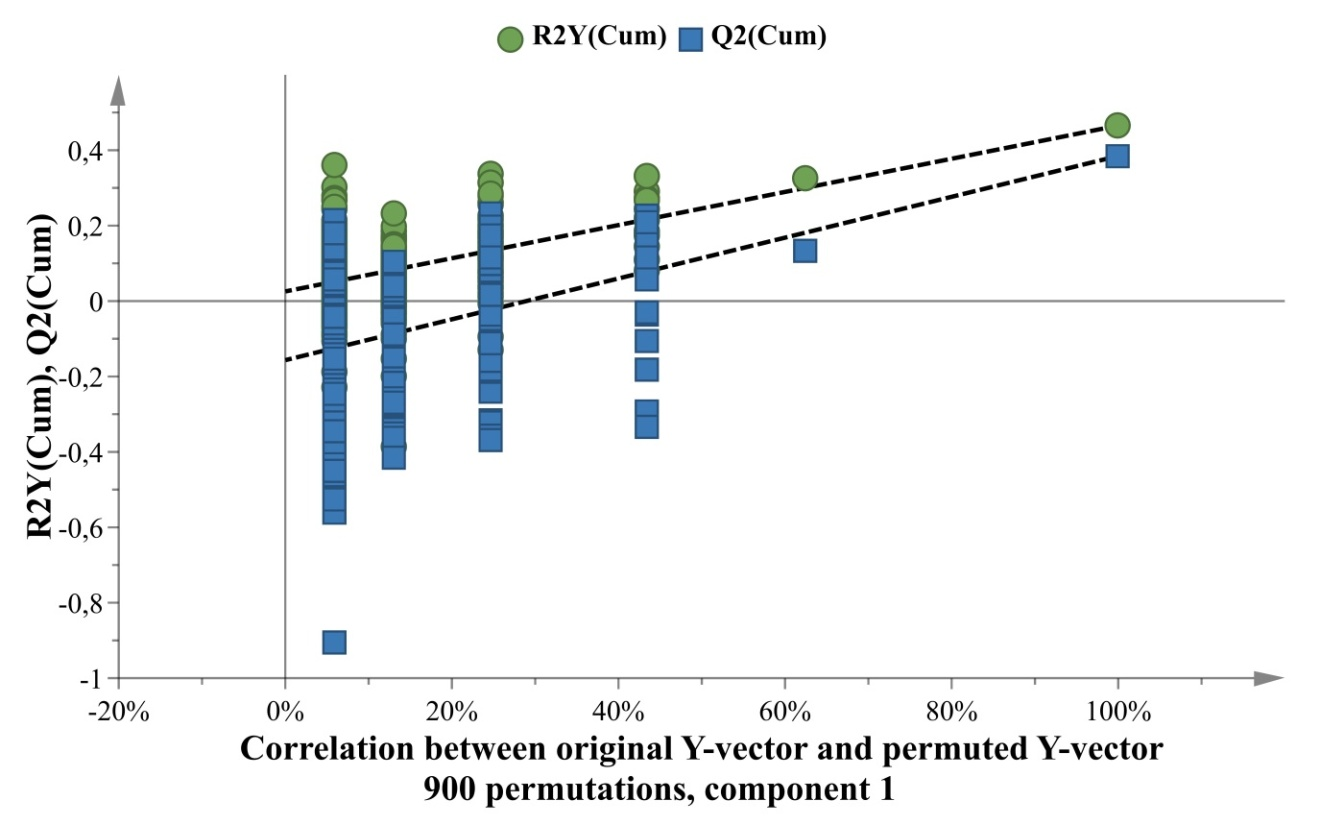 R2Y(Cum) Q2(Cum)
R2Y(Cum), Q2(Cum)
0,4
0,2
0
-0,2
-0,4
-0,6
-0,8
-1
-20% 0% 20% 40% 60% 80% 100%
Correlation between original Y-vector and permuted Y-vector
900 permutations, component 1